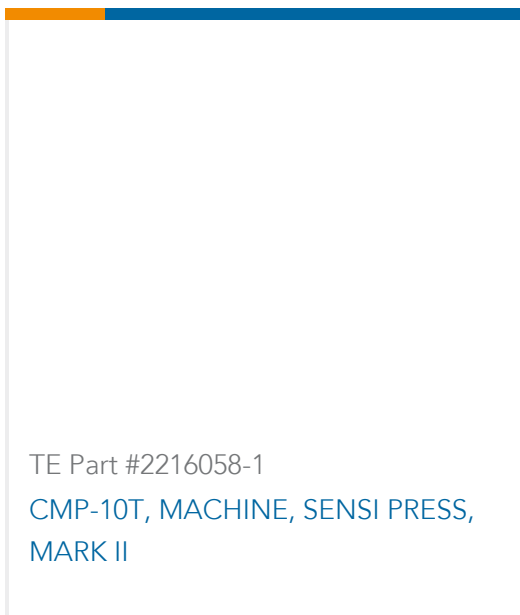 TE Part #2216058-1
CMP-10T, MACHINE, SENSI PRESS,
MARK II